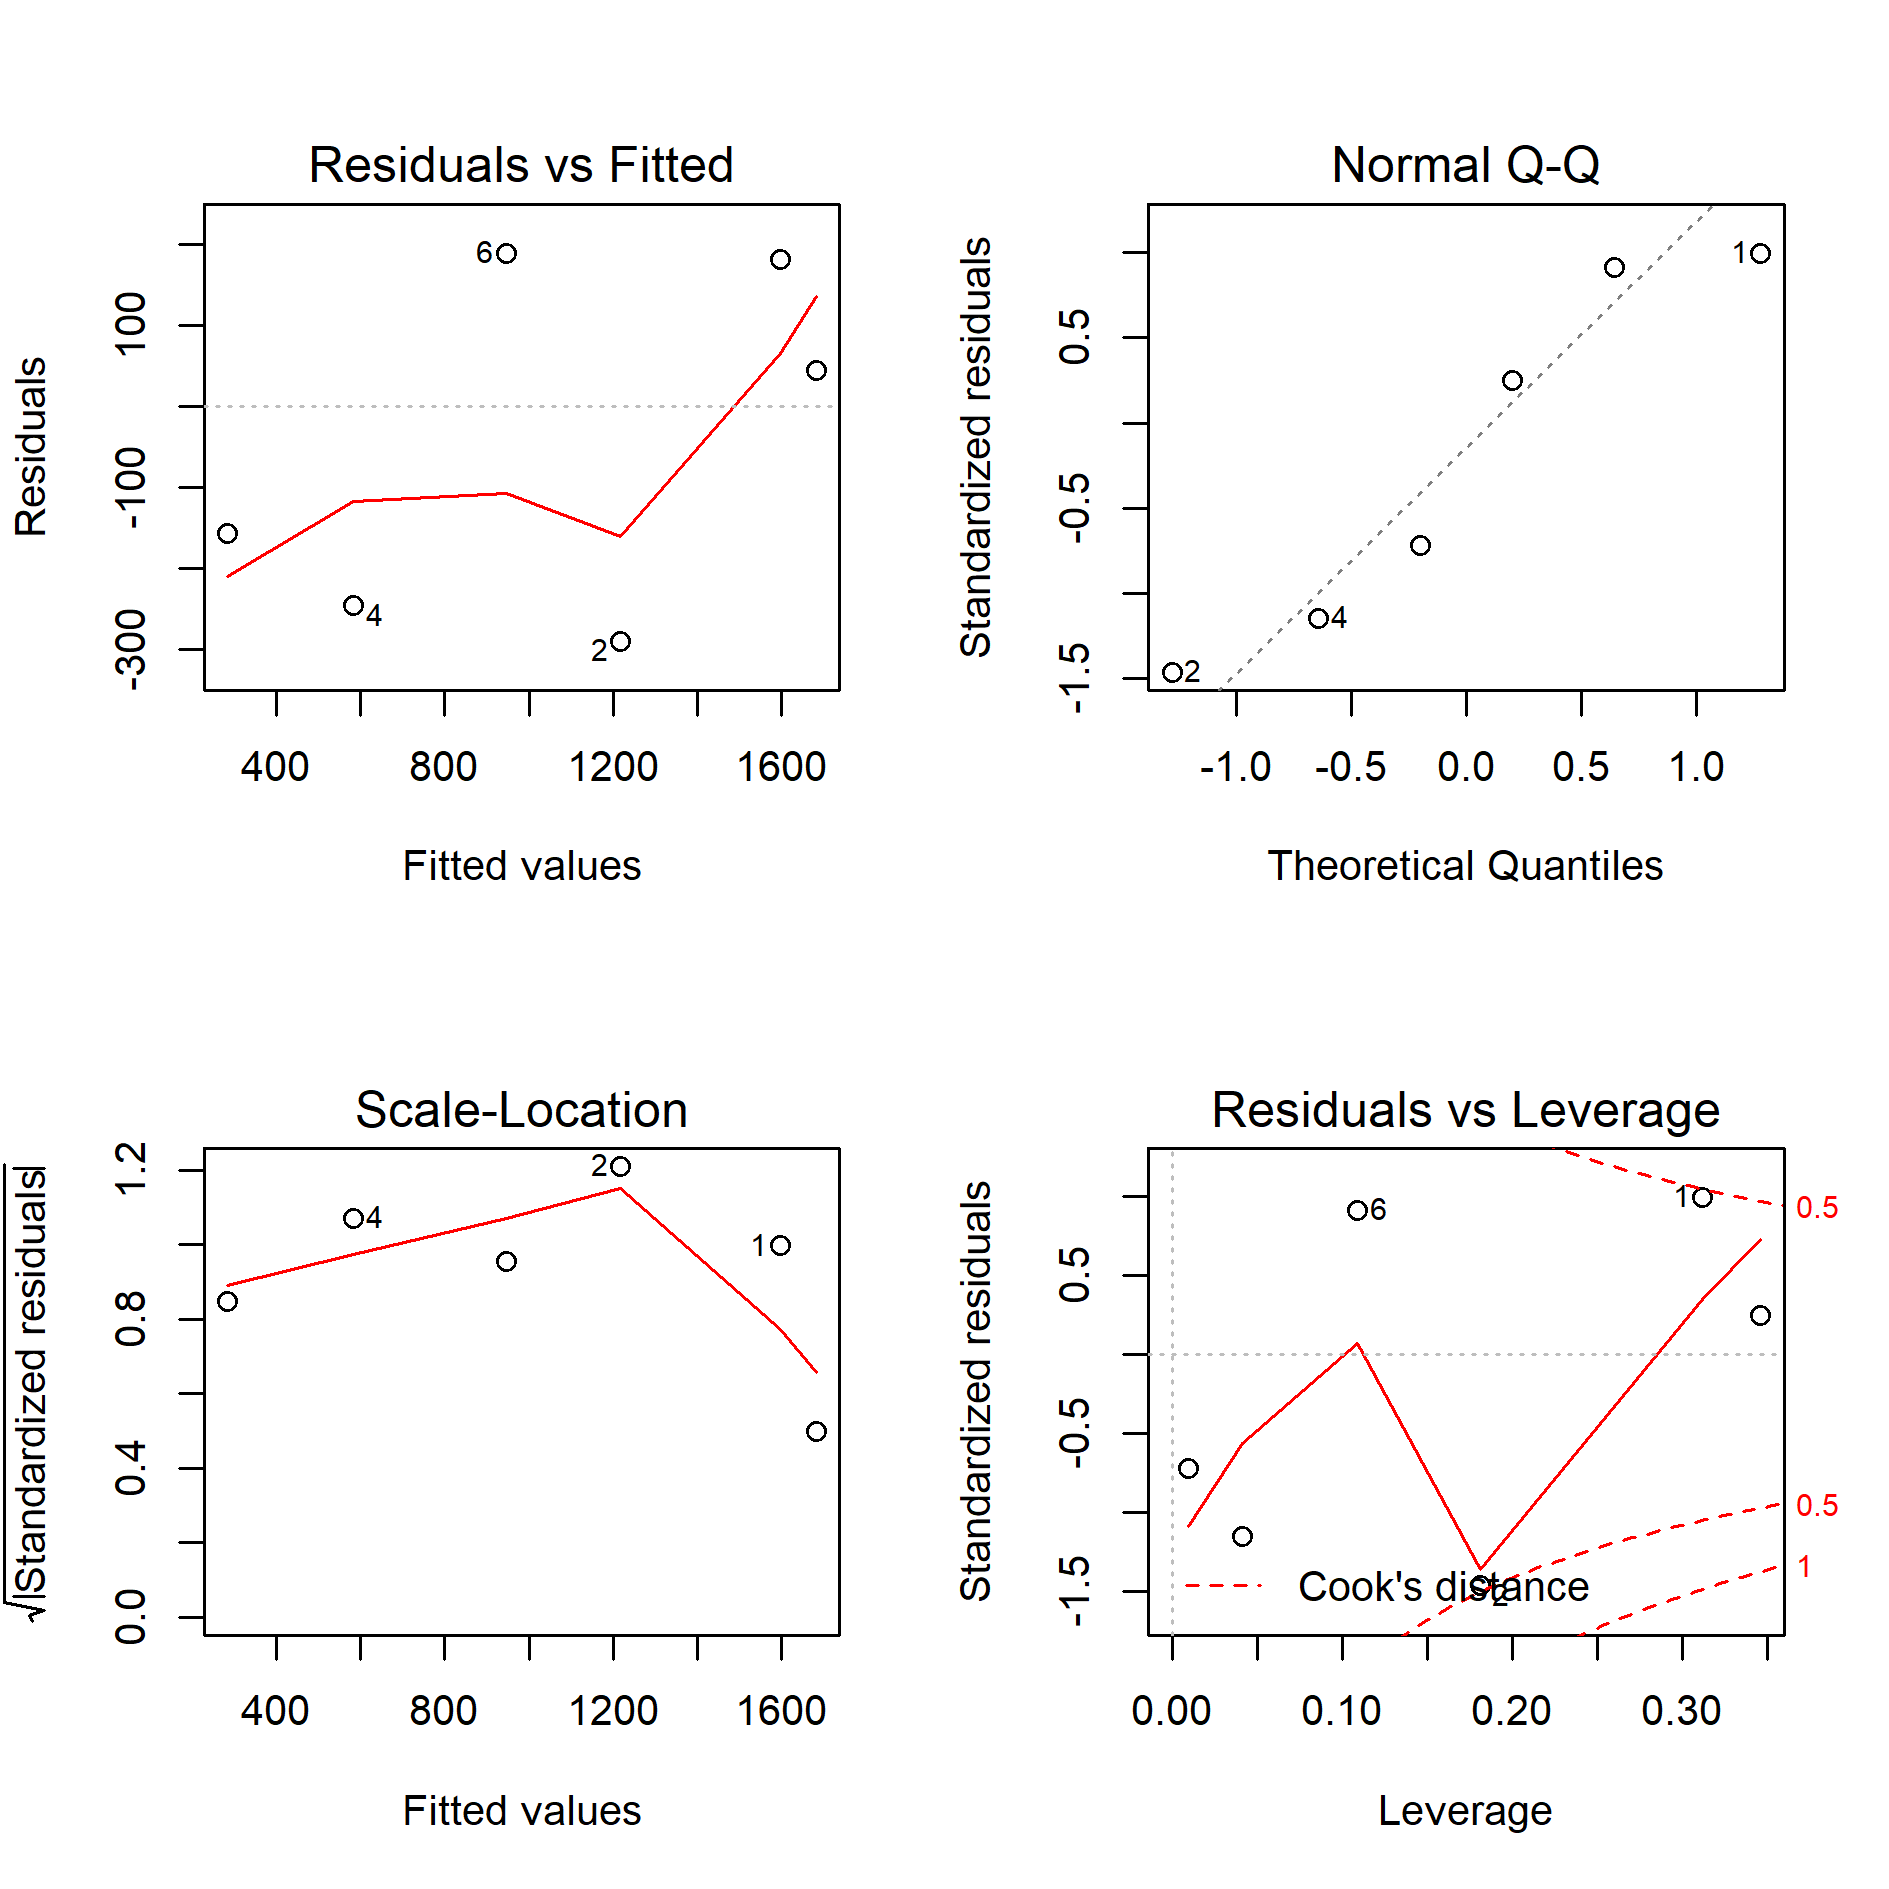 Residuals vs Fitted
Residuals
100
-100
-300
6
4
2
400 800 1200 1600
Fitted values
Normal Q-Q
Standardized residuals
0.5
-0.5
-1.5
1
4
2
-1.0 -0.5 0.0 0.5 1.0
Theoretical Quantiles
Scale-Location
√|Standardized residuals|
1.2
0.8
0.4
0.0
2
4
1
400 800 1200 1600
Fitted values
Residuals vs Leverage
Standardized residuals
0.5
-0.5
-1.5
6
1
2
0.5
0.5
1
Cook's distance
0.00 0.10 0.20 0.30
Leverage